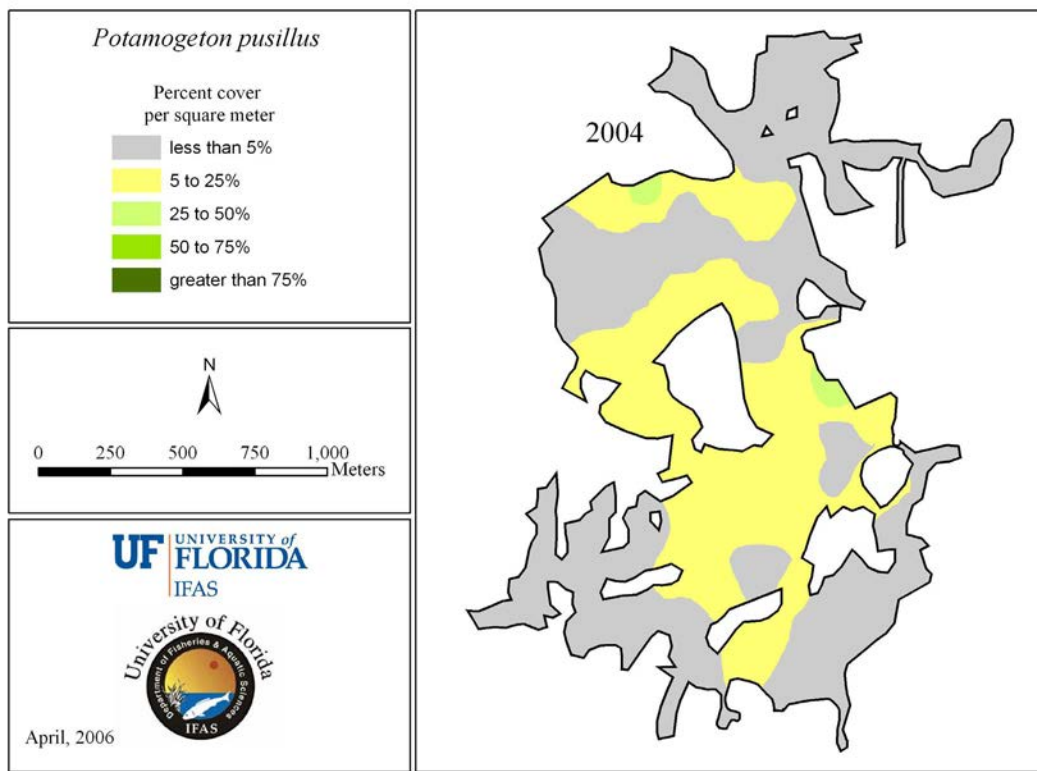 Potamogeton pusillus
Percent cover
per square meter
less than 5%
5 to 25%
25 to 50%
50 to 75%
greater than 75%
N
0 250 500 750 1,000
Meters
UF UNIVERSITY of
FLORIDA
IFAS
University of Florida
Department of Fisheries & Aquatic Sciences
IFAS
April, 2006
2004